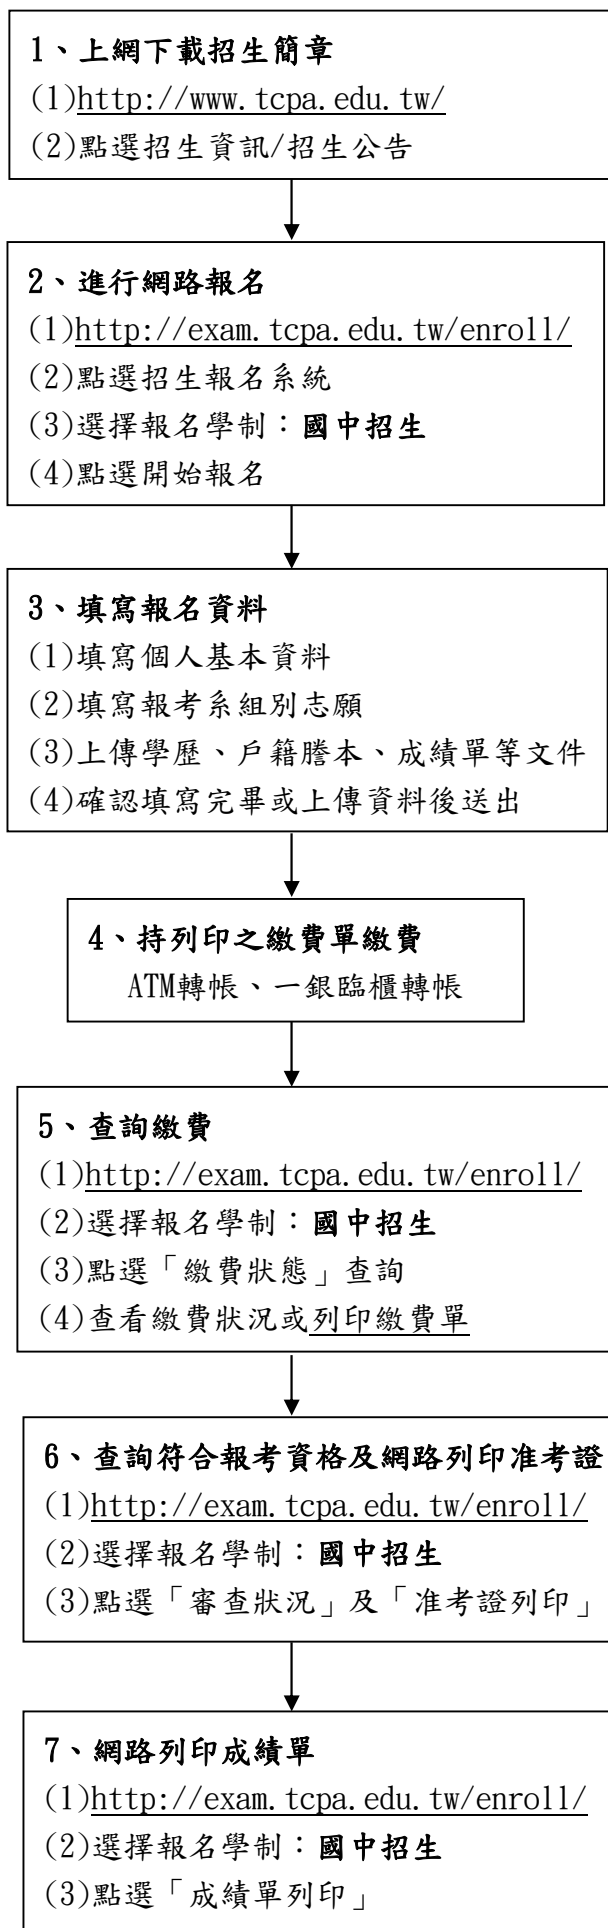 1、上網下載招生簡章
(1)http://www.tcpa.edu.tw/
(2)點選招生資訊/招生公告
2、進行網路報名
(1)http://exam.tcpa.edu.tw/enroll/
(2)點選招生報名系統
(3)選擇報名學制：國中招生
(4)點選開始報名
3、填寫報名資料
(1)填寫個人基本資料
(2)填寫報考系組別志願
(3)上傳學歷、戶籍謄本、成績單等文件
(4)確認填寫完畢或上傳資料後送出
4、持列印之繳費單繳費
ATM轉帳、一銀臨櫃轉帳
5、查詢繳費
(1)http://exam.tcpa.edu.tw/enroll/
(2)選擇報名學制：國中招生
(3)點選「繳費狀態」查詢
(4)查看繳費狀況或列印繳費單
6、查詢符合報考資格及網路列印准考證
(1)http://exam.tcpa.edu.tw/enroll/
(2)選擇報名學制：國中招生
(3)點選「審查狀況」及「准考證列印」
7、網路列印成績單
(1)http://exam.tcpa.edu.tw/enroll/
(2)選擇報名學制：國中招生
(3)點選「成績單列印」